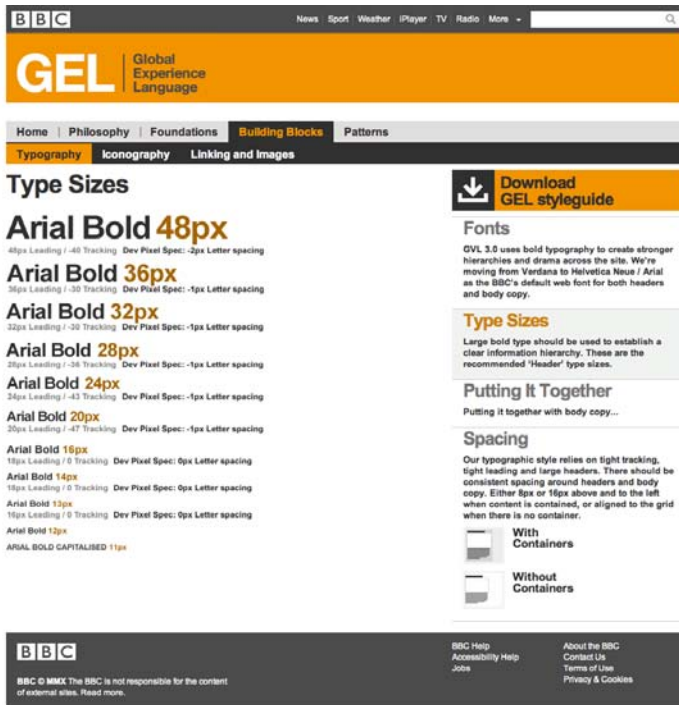 BBC
News Sport Weather iPlayer TV Radio More
GEL
Global
Experience
Language
Home | Philosophy | Foundations Building Blocks Patterns
Typography Iconography Linking and Images
Type Sizes
Arial Bold 48px
48px Leading / -40 Tracking Dev Pixel Spec: -2px Letter spacing
Arial Bold 36px
36px Leading / -30 Tracking Dev Pixel Spec: -1px Letter spacing
Arial Bold 32px
32px Leading / -30 Tracking Dev Pixel Spec: -1px Letter spacing
Arial Bold 28px
28px Leading / -36 Tracking Dev Pixel Spec: -1px Letter spacing
Arial Bold 24px
24px Leading / -43 Tracking Dev Pixel Spec: -1px Letter spacing
Arial Bold 20px
20px Leading / -47 Tracking Dev Pixel Spec: -1px Letter spacing
Arial Bold 16px
18px Leading / 0 Tracking Dev Pixel Spec: 0px Letter spacing
Arial Bold 14px
18px Leading / 0 Tracking Dev Pixel Spec: 0px Letter spacing
Arial Bold 13px
16px Leading / 0 Tracking Dev Pixel Spec: 0px Letter spacing
Arial Bold 12px
ARIAL BOLD CAPITALISED 11px
Download
GEL styleguide
Fonts
GVL 3.0 uses bold typography to create stronger
hierarchies and drama across the site. We're
moving from Verdana to Helvetica Neue / Arial
as the BBC's default web font for both headers
and body copy.
Type Sizes
Large bold type should be used to establish a
clear information hierarchy. These are the
recommended 'Header' type sizes.
Putting It Together
Putting it together with body copy...
Spacing
Our typographic style relies on tight tracking,
tight leading and large headers. There should be
consistent spacing around headers and body
copy. Either 8px or 16px above and to the left
when content is contained, or aligned to the grid
when there is no container.
With
Containers
Without
Containers
BBC
BBC © MMX The BBC is not responsible for the content
of external sites. Read more.
BBC Help
Accessibility Help
Jobs
About the BBC
Contact Us
Terms of Use
Privacy & Cookies